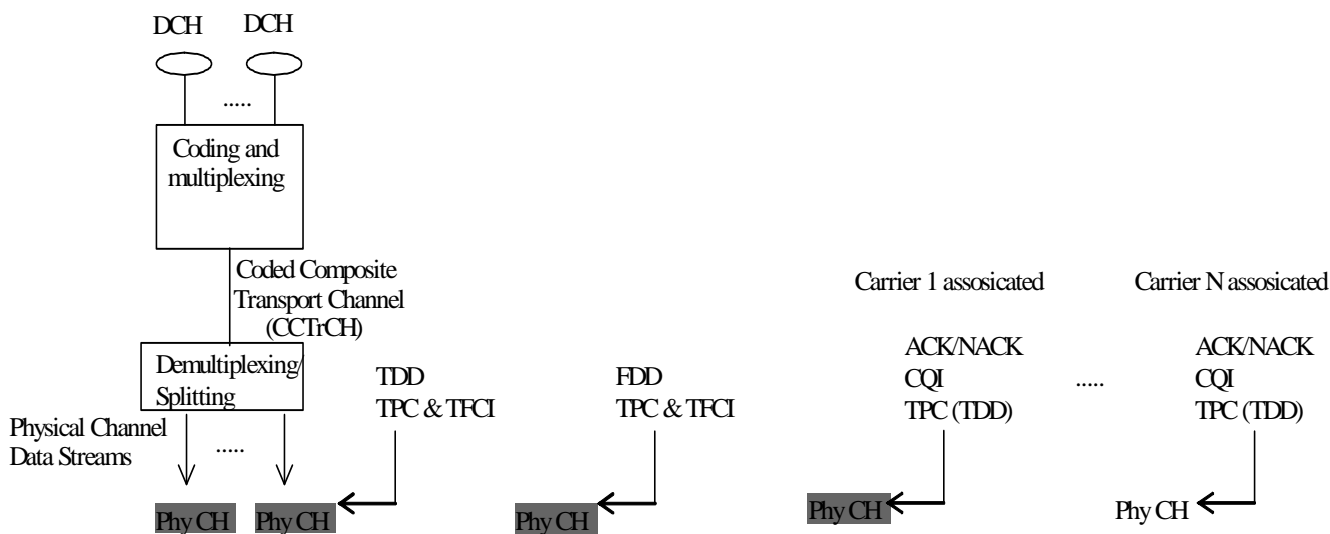 DCH DCH
.....
Coding and
multiplexing
Coded Composite
Transport Channel
(CCTrCH)
Demultiplexing/
Splitting
Physical Channel
Data Streams
.....
Phy CH Phy CH
TDD
TPC & TFCI
FDD
TPC & TFCI
Phy CH
Carrier 1 assosicated
ACK/NACK
CQI
TPC (TDD)
Phy CH
.....
Carrier N assosicated
ACK/NACK
CQI
TPC (TDD)
Phy CH